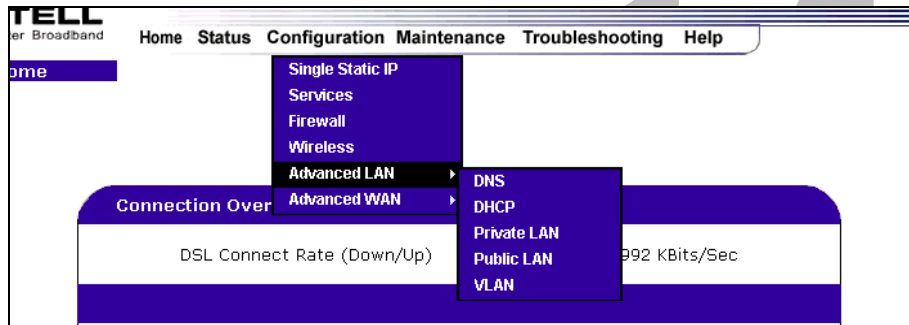 TELL
er Broadband
Home Status Configuration Maintenance Troubleshooting Help
ome
Single Static IP
Services
Firewall
Wireless
Advanced LAN
Advanced WAN
DNS
DHCP
Private LAN
Public LAN
VLAN
Connection Over
DSL Connect Rate (Down/Up)
992 KBits/Sec